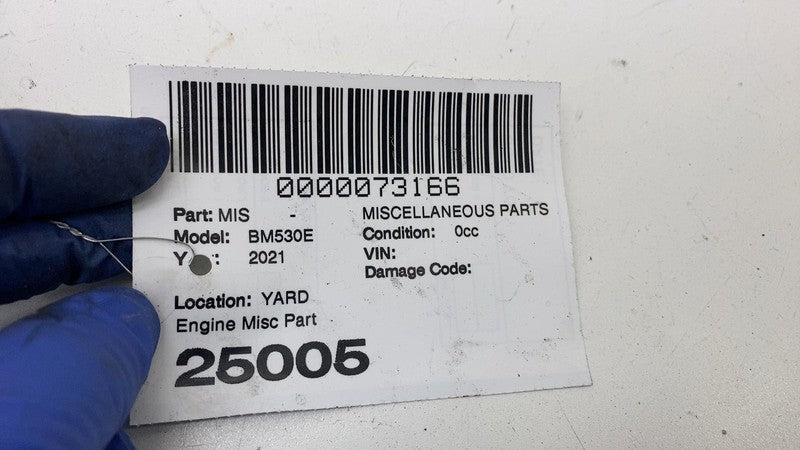 0000073166
Part: MIS - MISCELLANEOUS PARTS
Model: BM530E Condition: 0cc
Y : 2021 VIN:
Damage Code:
Location: YARD
Engine Misc Part
25005